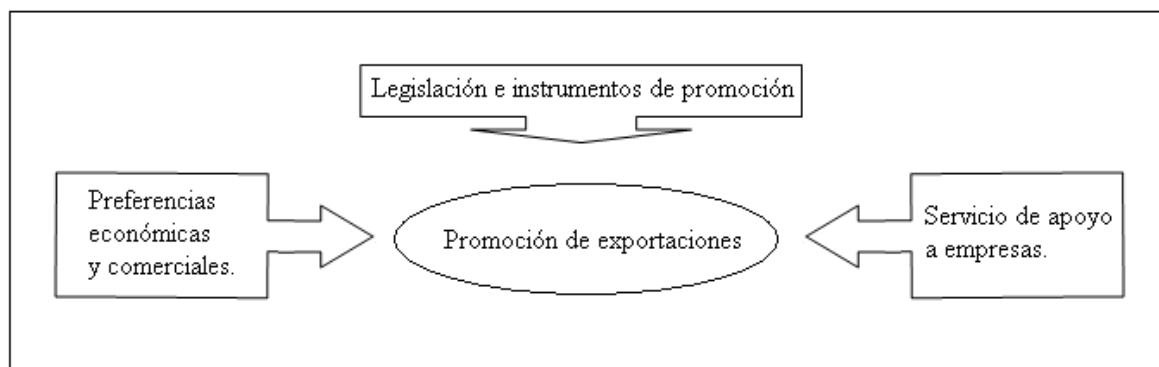 Legislación e instrumentos de promoción
Preferencias
económicas
y comerciales.
Promoción de exportaciones
Servicio de apoyo
a empresas.